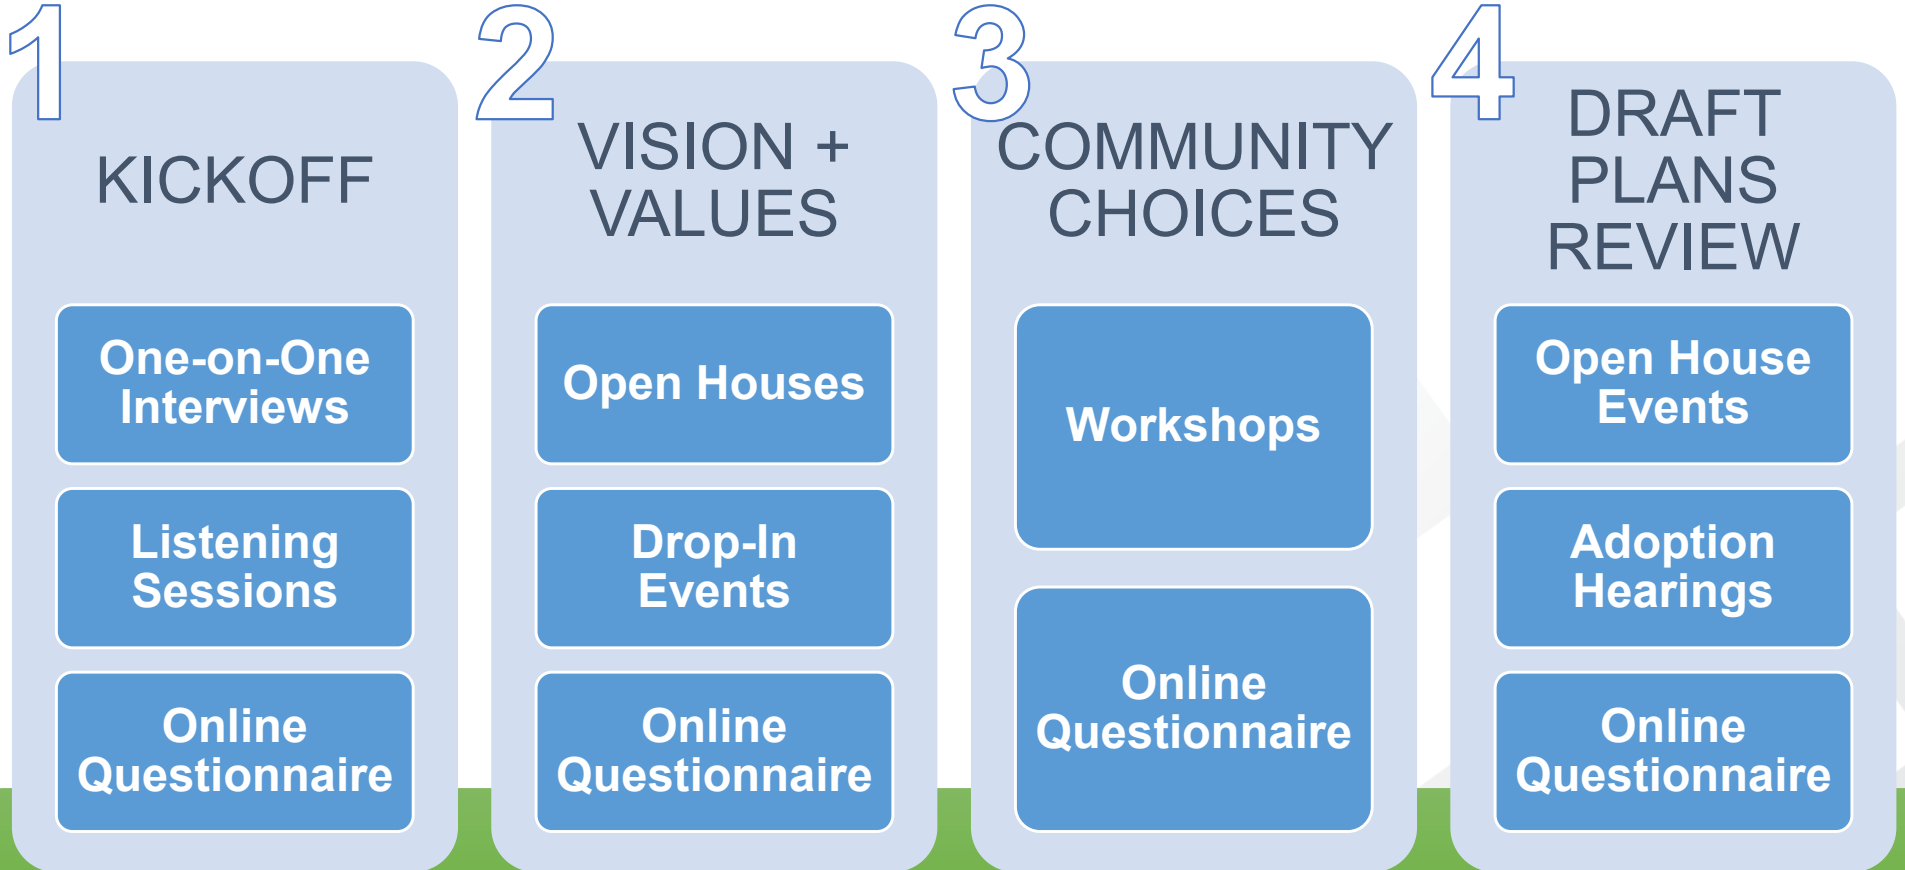 1
KICKOFF
One-on-One
Interviews
Listening
Sessions
Online
Questionnaire
2
VISION +
VALUES
Open Houses
Drop-In
Events
Online
Questionnaire
3
COMMUNITY
CHOICES
Workshops
Online
Questionnaire
4
DRAFT
PLANS
REVIEW
Open House
Events
Adoption
Hearings
Online
Questionnaire